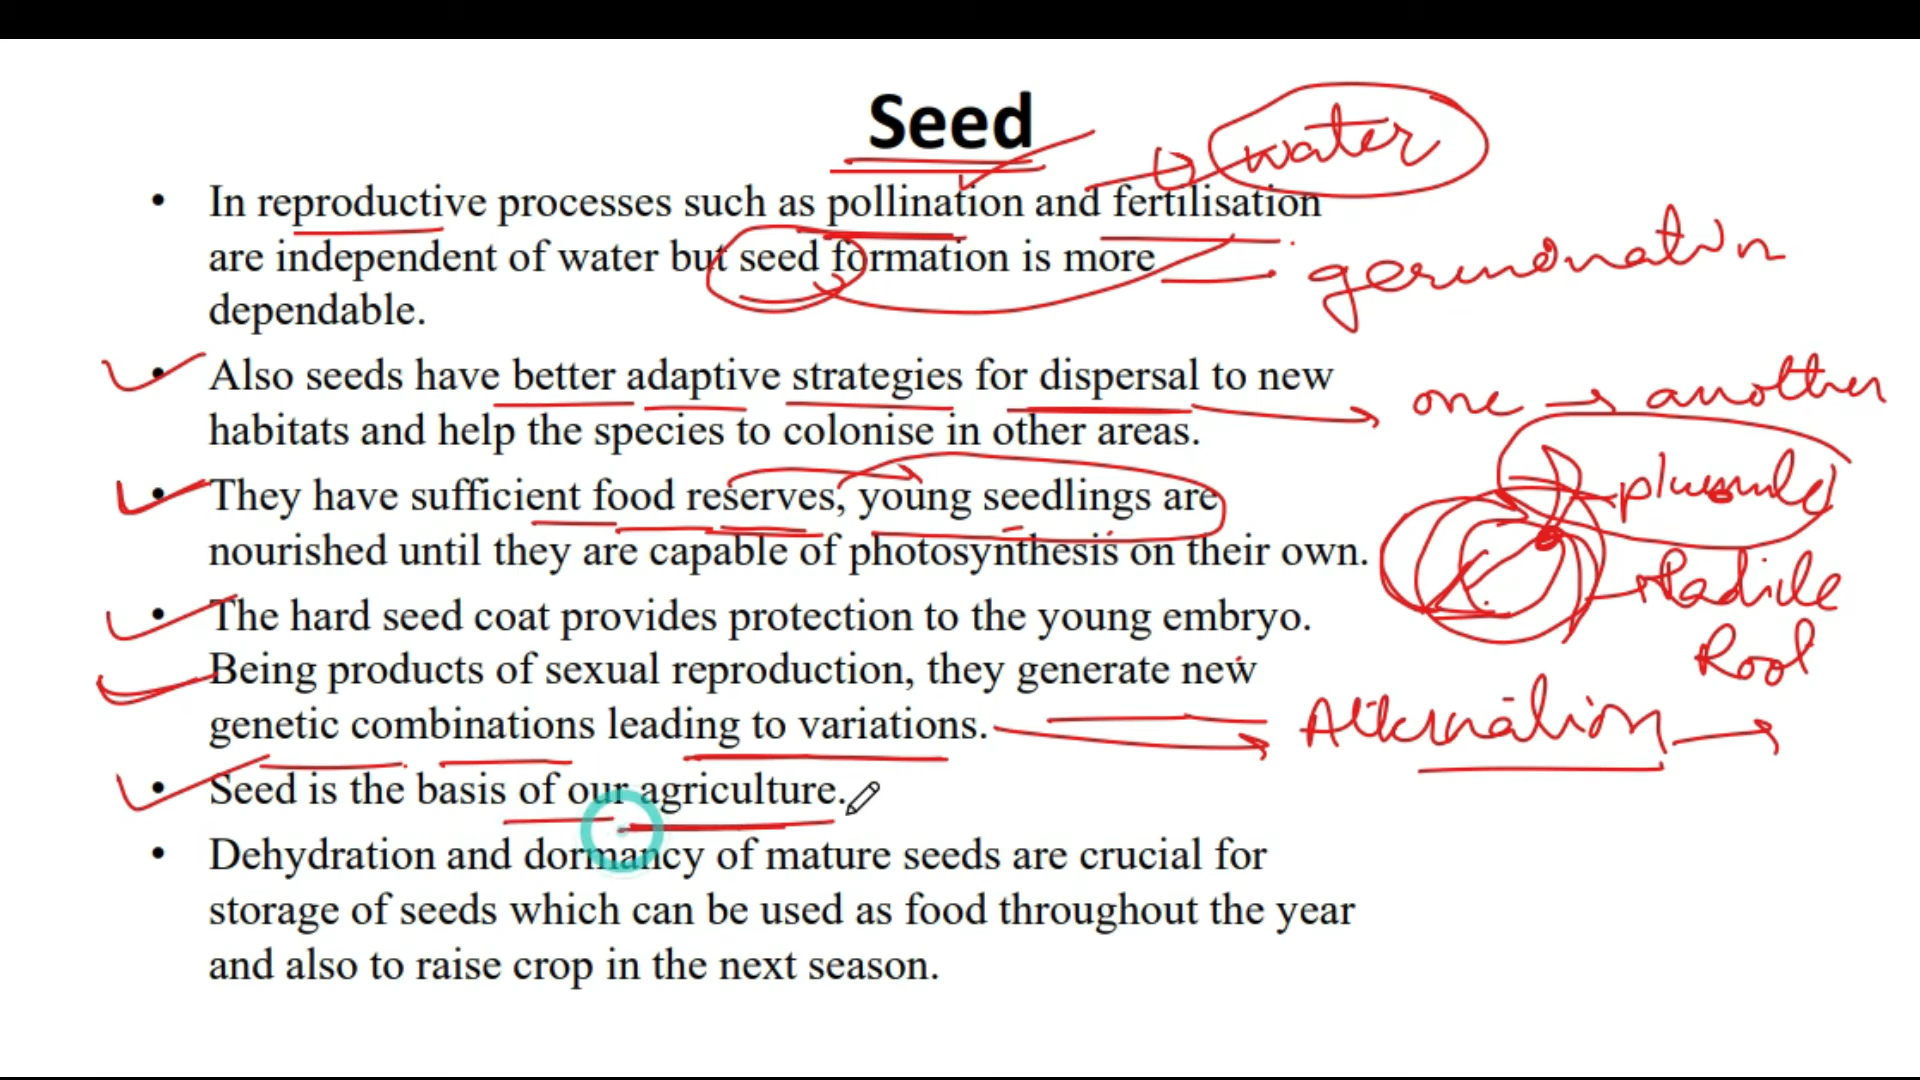 Seed
water
• In reproductive processes such as pollination and fertilisation
are independent of water but seed formation is more
dependable.
germination
• Also seeds have better adaptive strategies for dispersal to new
habitats and help the species to colonise in other areas.
one → another
• They have sufficient food reserves, young seedlings are
nourished until they are capable of photosynthesis on their own.
plumule
Radicle
Root
• The hard seed coat provides protection to the young embryo.
Being products of sexual reproduction, they generate new
genetic combinations leading to variations.
Alternation →
• Seed is the basis of our agriculture.
• Dehydration and dormancy of mature seeds are crucial for
storage of seeds which can be used as food throughout the year
and also to raise crop in the next season.